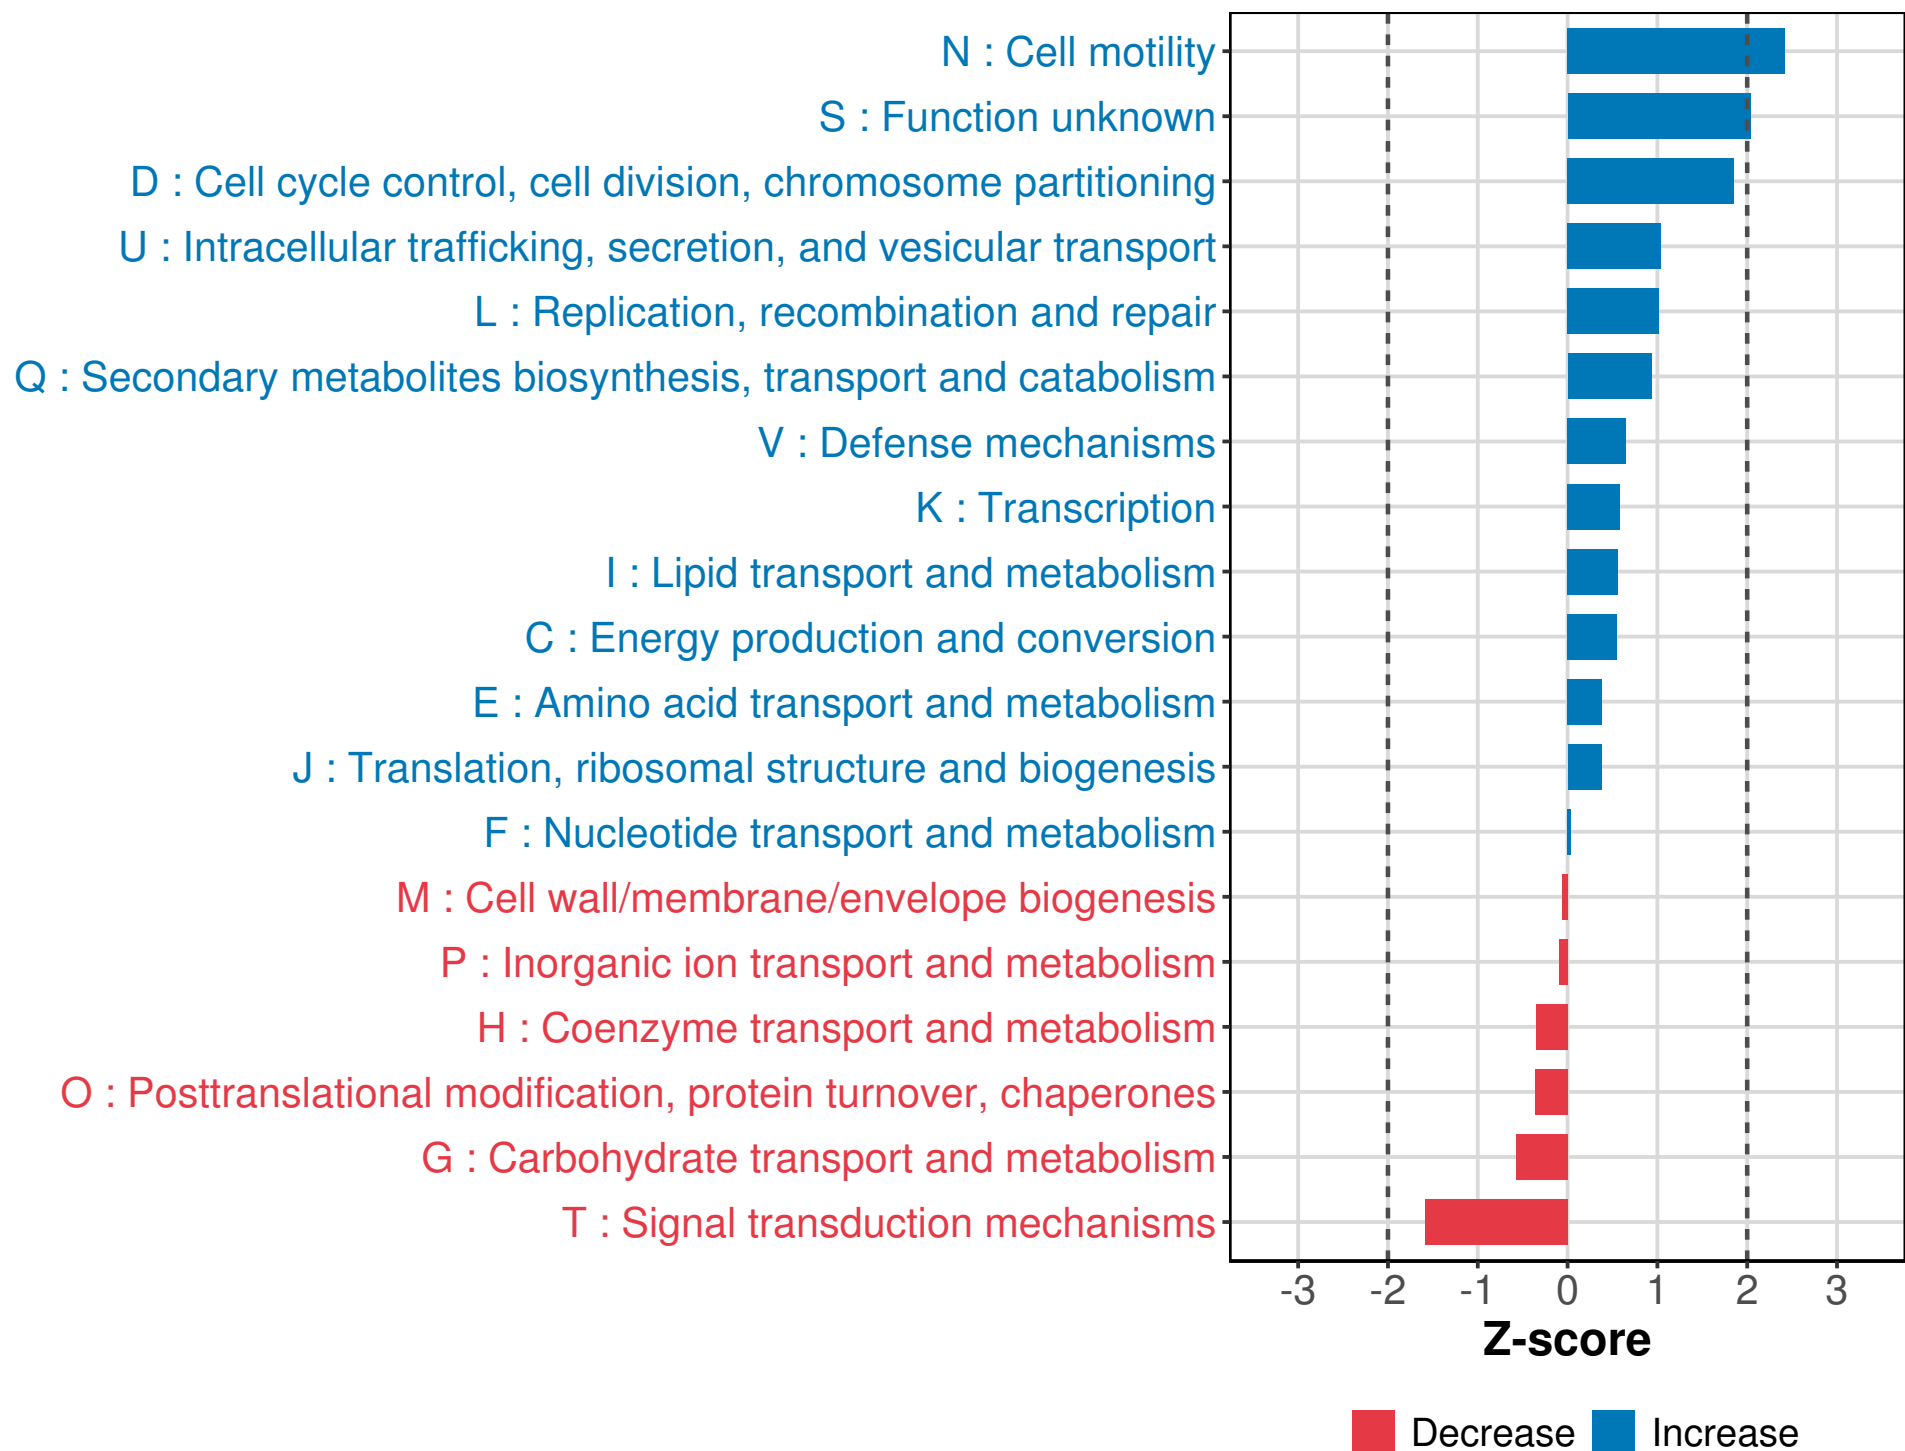 N : Cell motility
S : Function unknown
D : Cell cycle control, cell division, chromosome partitioning
U : Intracellular trafficking, secretion, and vesicular transport
L : Replication, recombination and repair
Q : Secondary metabolites biosynthesis, transport and catabolism
V : Defense mechanisms
K : Transcription
I : Lipid transport and metabolism
C : Energy production and conversion
E : Amino acid transport and metabolism
J : Translation, ribosomal structure and biogenesis
F : Nucleotide transport and metabolism
M : Cell wall/membrane/envelope biogenesis
P : Inorganic ion transport and metabolism
H : Coenzyme transport and metabolism
O : Posttranslational modification, protein turnover, chaperones
G : Carbohydrate transport and metabolism
T : Signal transduction mechanisms
-3 -2 -1 0 1 2 3
Z-score
Decrease Increase